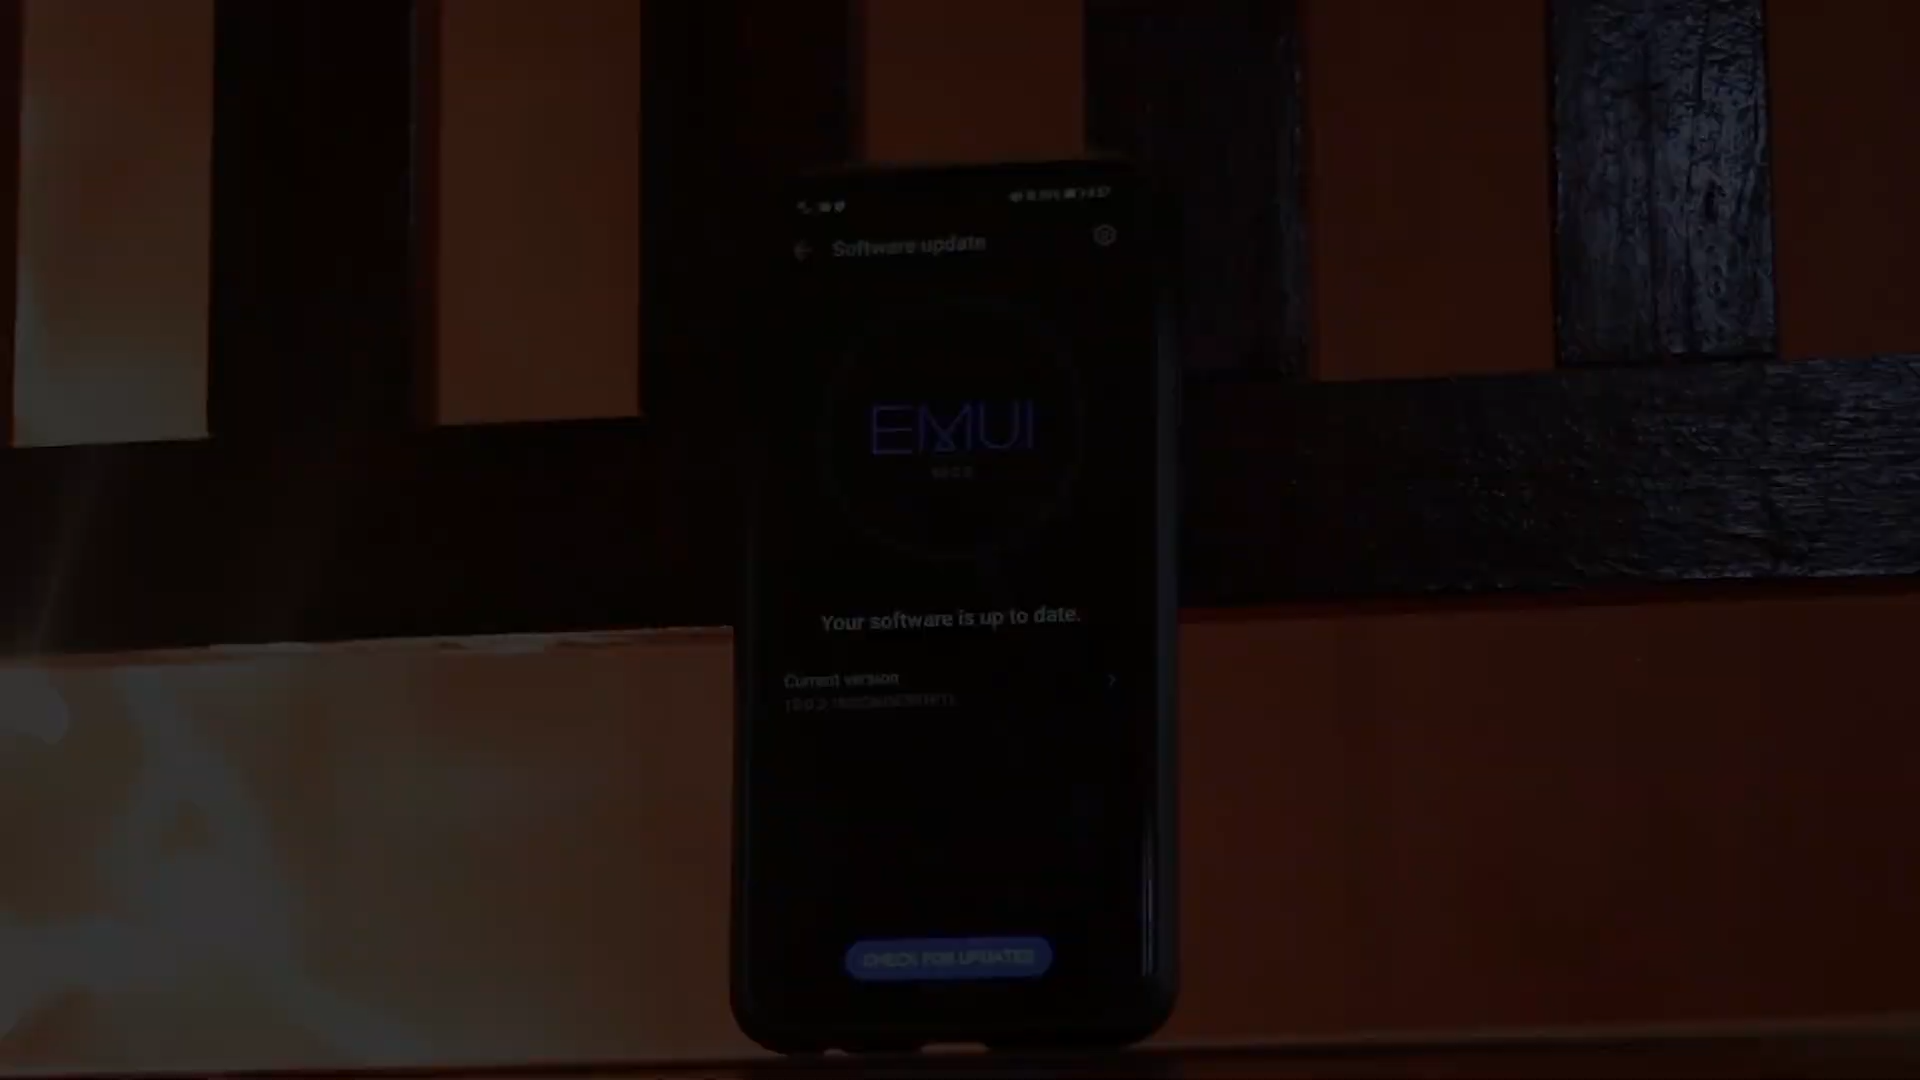 Software update
EMUI
Your software is up to date.
Current version
CHECK FOR UPDATES